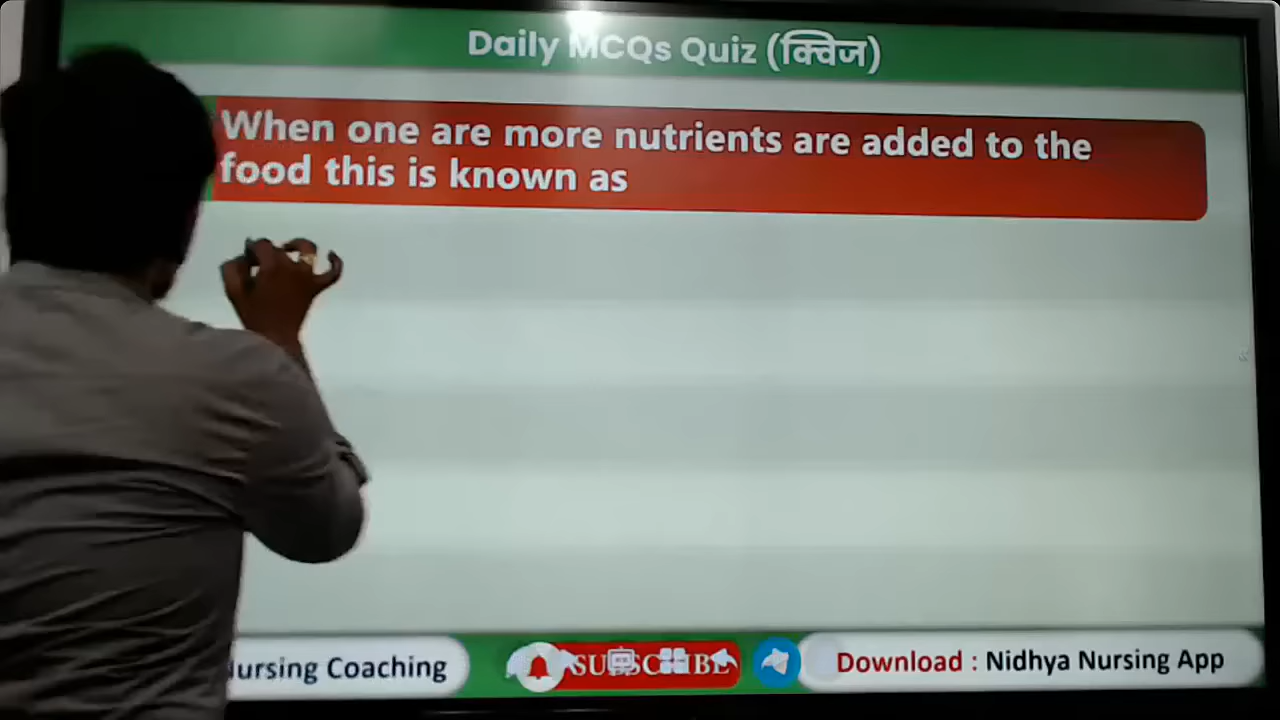 Daily MCQs Quiz (क्विज)
When one are more nutrients are added to the
food this is known as
Nursing Coaching
SUBSCRIBE
Download : Nidhya Nursing App